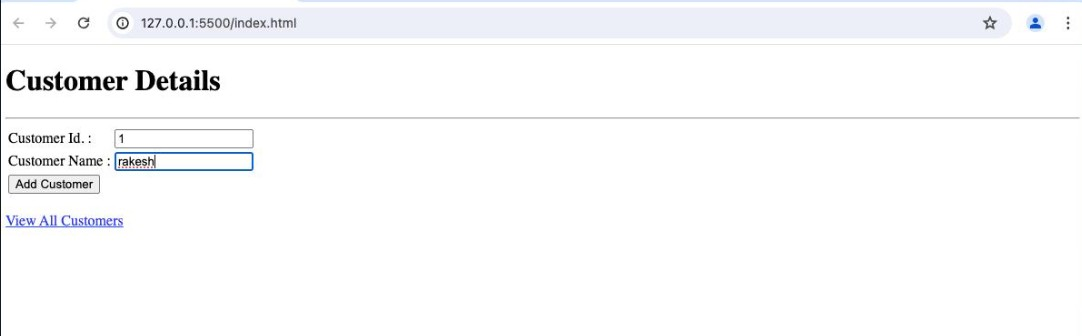 127.0.0.1:5500/index.html
Customer Details
Customer Id. : 1
Customer Name : rakesh
Add Customer
View All Customers